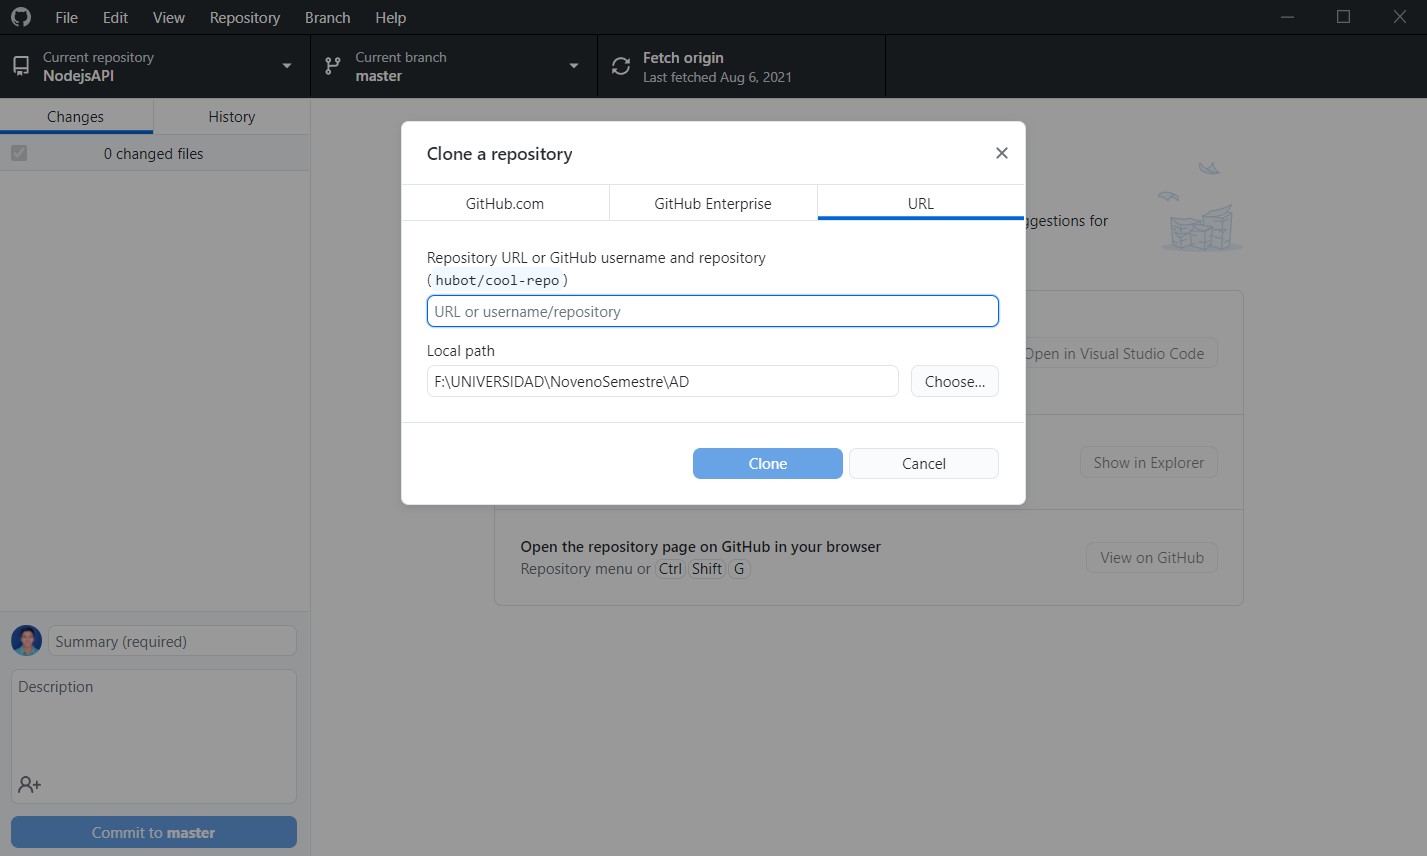 File Edit View Repository Branch Help
Current repository
NodejsAPI
Current branch
master
Fetch origin
Last fetched Aug 6, 2021
Changes History
0 changed files
Clone a repository
GitHub.com GitHub Enterprise URL
Repository URL or GitHub username and repository
(hubot/cool-repo)
URL or username/repository
Local path
F:\UNIVERSIDAD\NovenoSemestre\AD Choose...
Clone Cancel
ggestions for
Open in Visual Studio Code
Show in Explorer
Open the repository page on GitHub in your browser
Repository menu or Ctrl Shift G
View on GitHub
Summary (required)
Description
Commit to master